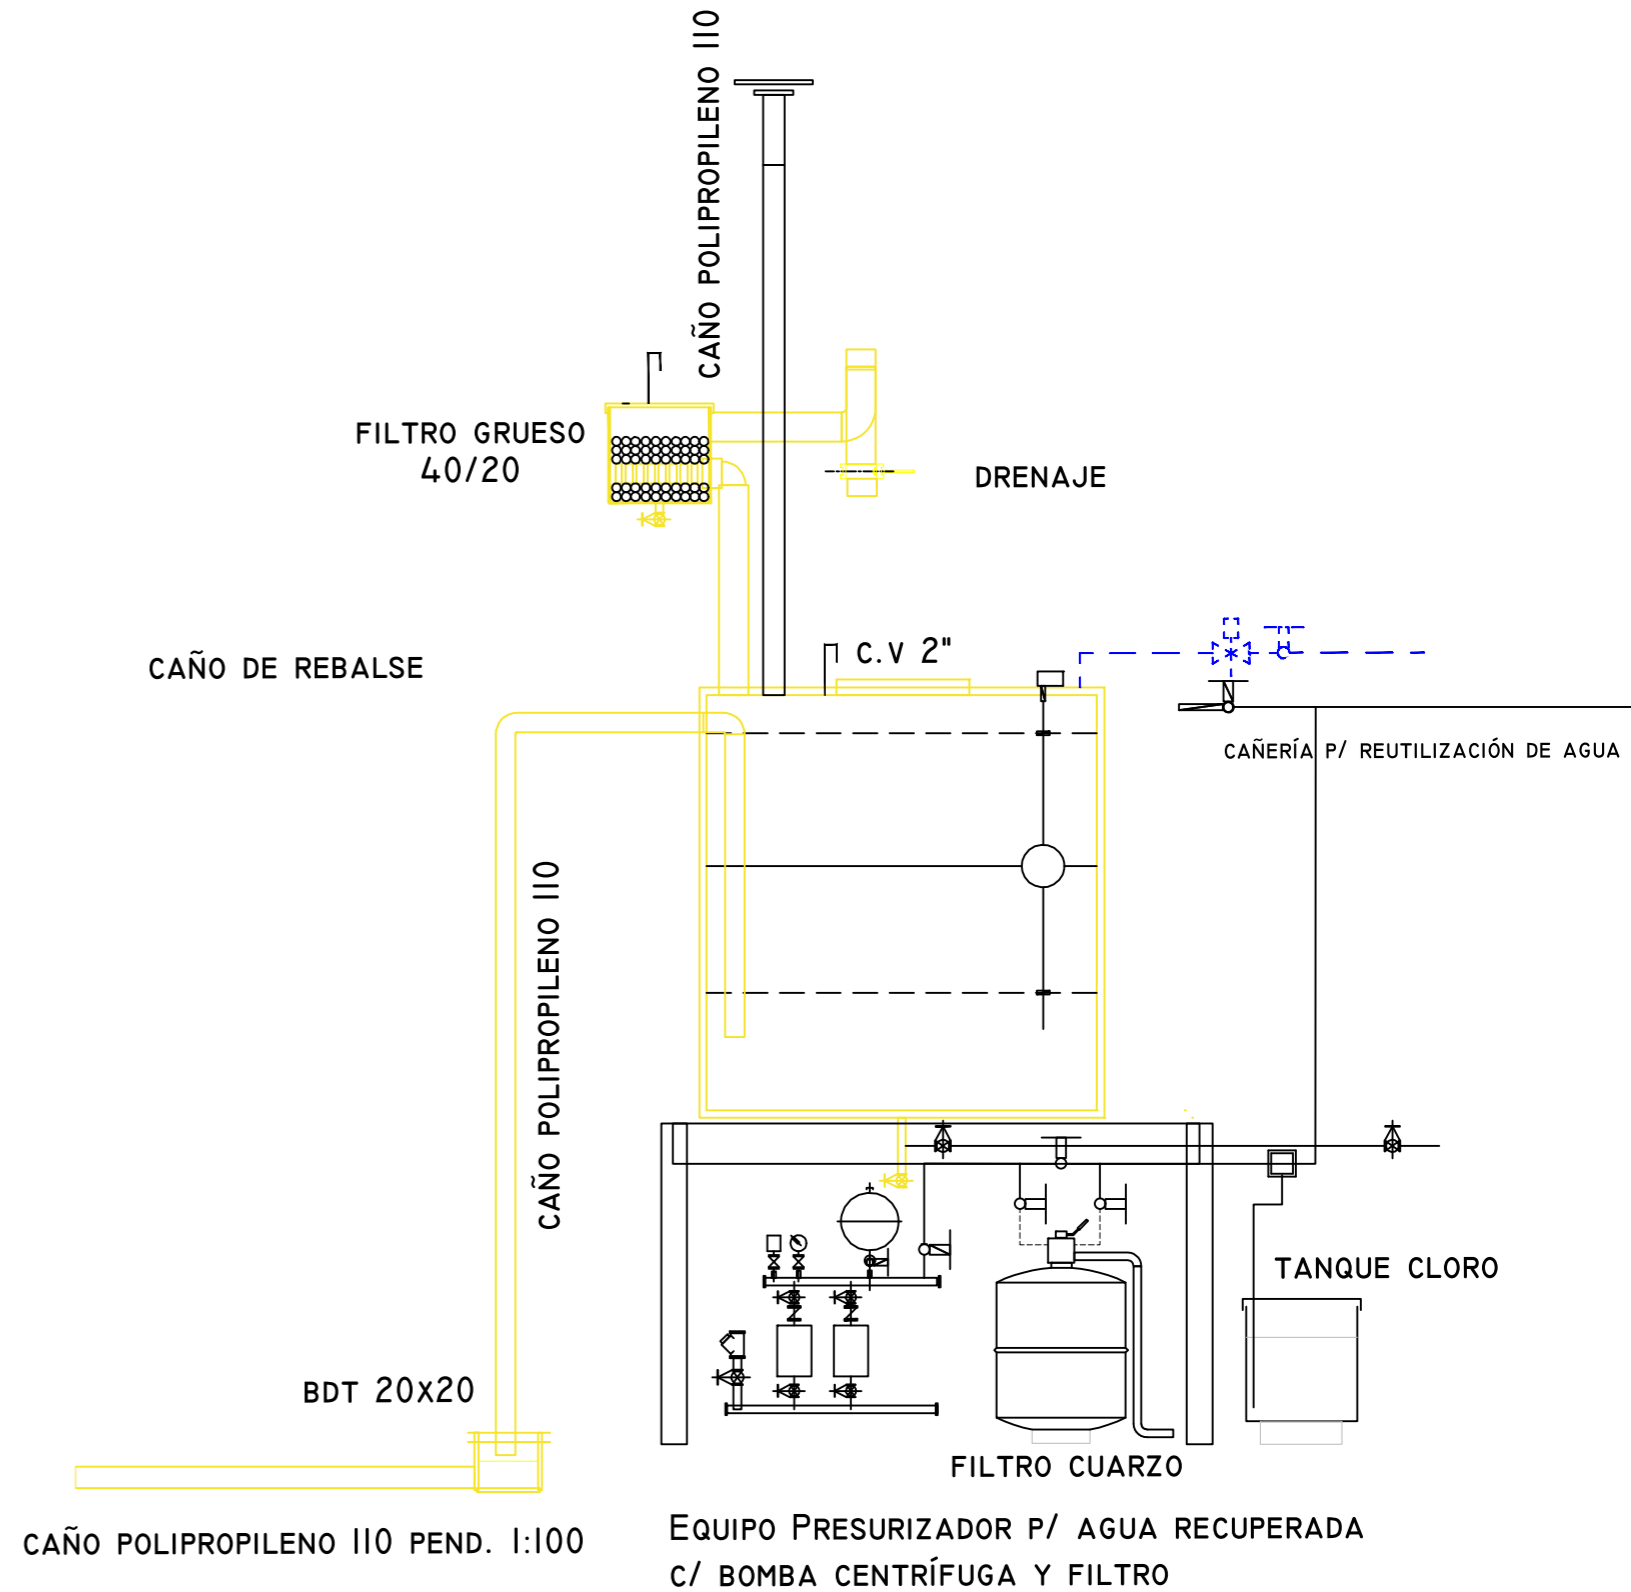 CAÑO POLIPROPILENO 110
FILTRO GRUESO
40/20
DRENAJE
CAÑO DE REBALSE
C.V 2"
CAÑERÍA P/ REUTILIZACIÓN DE AGUA
CAÑO POLIPROPILENO 110
TANQUE CLORO
BDT 20X20
FILTRO CUARZO
CAÑO POLIPROPILENO 110 PEND. 1:100
EQUIPO PRESURIZADOR P/ AGUA RECUPERADA
C/ BOMBA CENTRÍFUGA Y FILTRO